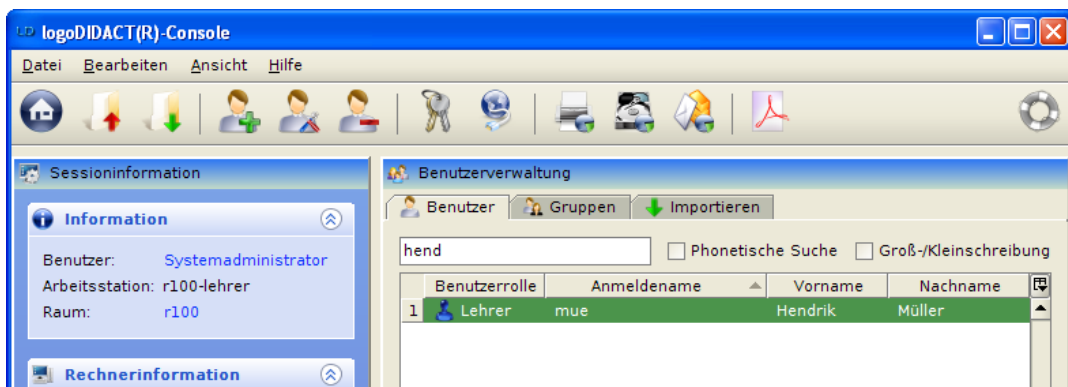 LD logoDIDACT(R)-Console
Datei Bearbeiten Ansicht Hilfe
Sessioninformation
Information
Benutzer: Systemadministrator
Arbeitsstation: r100-lehrer
Raum: r100
Rechnerinformation
Benutzerverwaltung
Benutzer Gruppen Importieren
hend Phonetische Suche Groß-/Kleinschreibung
Benutzerrolle Anmeldename Vorname Nachname
1 Lehrer mue Hendrik Müller